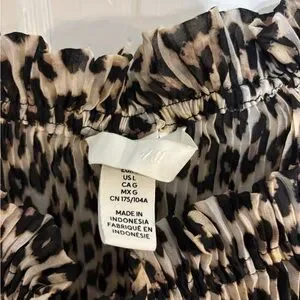 US L
CA G
MX G
CN 175/104A
MADE IN
INDONESIA
FABRIQUÉ EN
INDONÉSIE